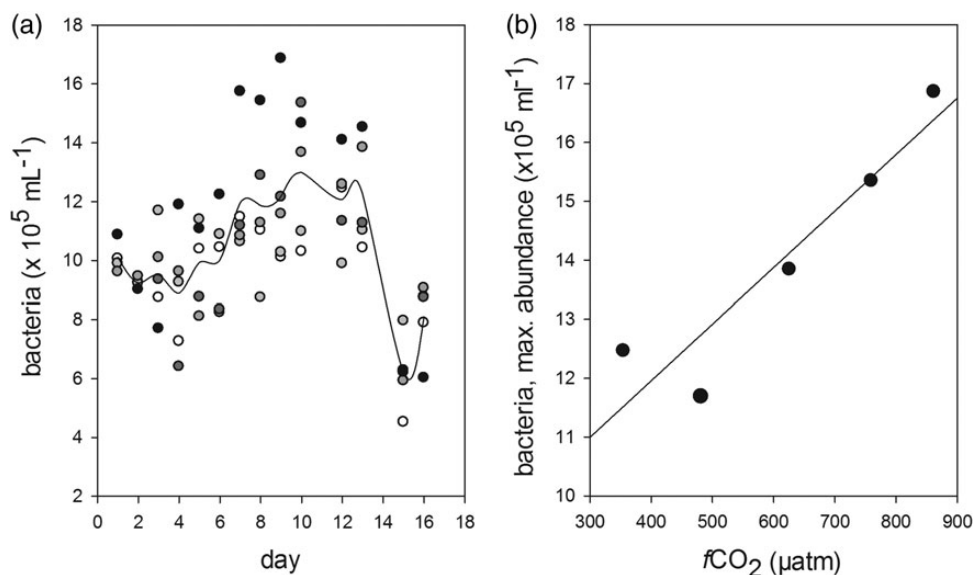 (a)
bacteria (x 10⁵ mL⁻¹)
18
16
14
12
10
8
6
4
2
0 2 4 6 8 10 12 14 16 18
day
(b)
bacteria, max. abundance (x10⁵ ml⁻¹)
18
17
16
15
14
13
12
11
10
300 400 500 600 700 800 900
fCO₂ (µatm)